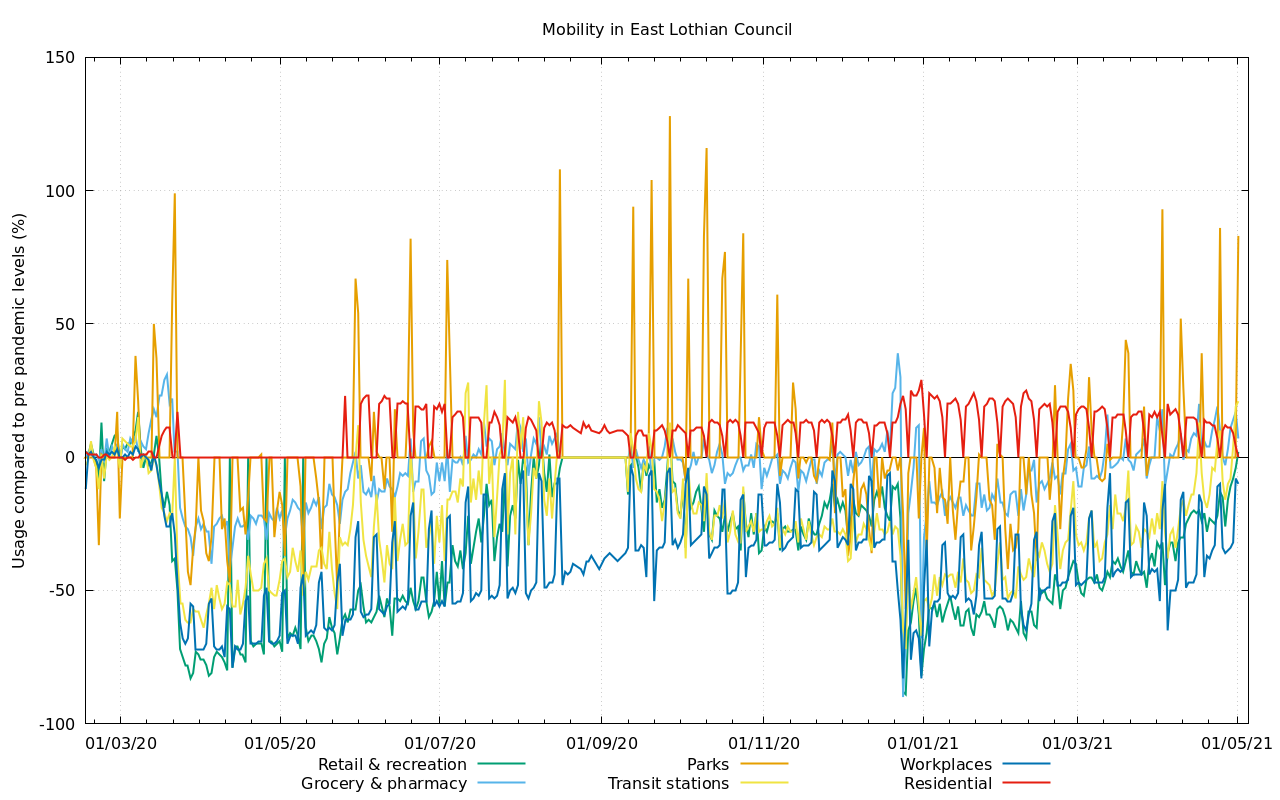 Mobility in East Lothian Council
Usage compared to pre pandemic levels (%)
150
100
50
0
-50
-100
01/03/20 01/05/20 01/07/20 01/09/20 01/11/20 01/01/21 01/03/21 01/05/21
Retail & recreation Parks Workplaces
Grocery & pharmacy Transit stations Residential